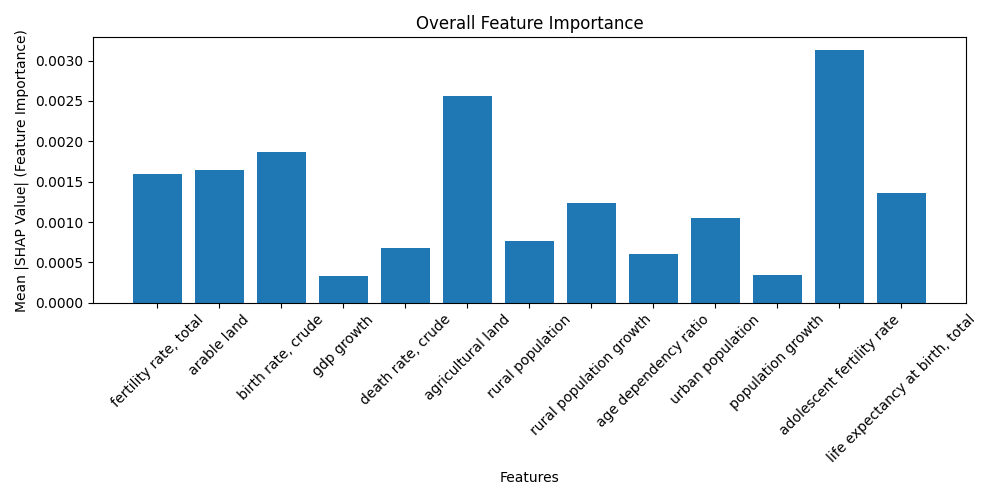 Overall Feature Importance
Mean |SHAP Value| (Feature Importance)
0.0030
0.0025
0.0020
0.0015
0.0010
0.0005
0.0000
fertility rate, total
arable land
birth rate, crude
gdp growth
death rate, crude
agricultural land
rural population
rural population growth
age dependency ratio
urban population
population growth
adolescent fertility rate
life expectancy at birth, total
Features